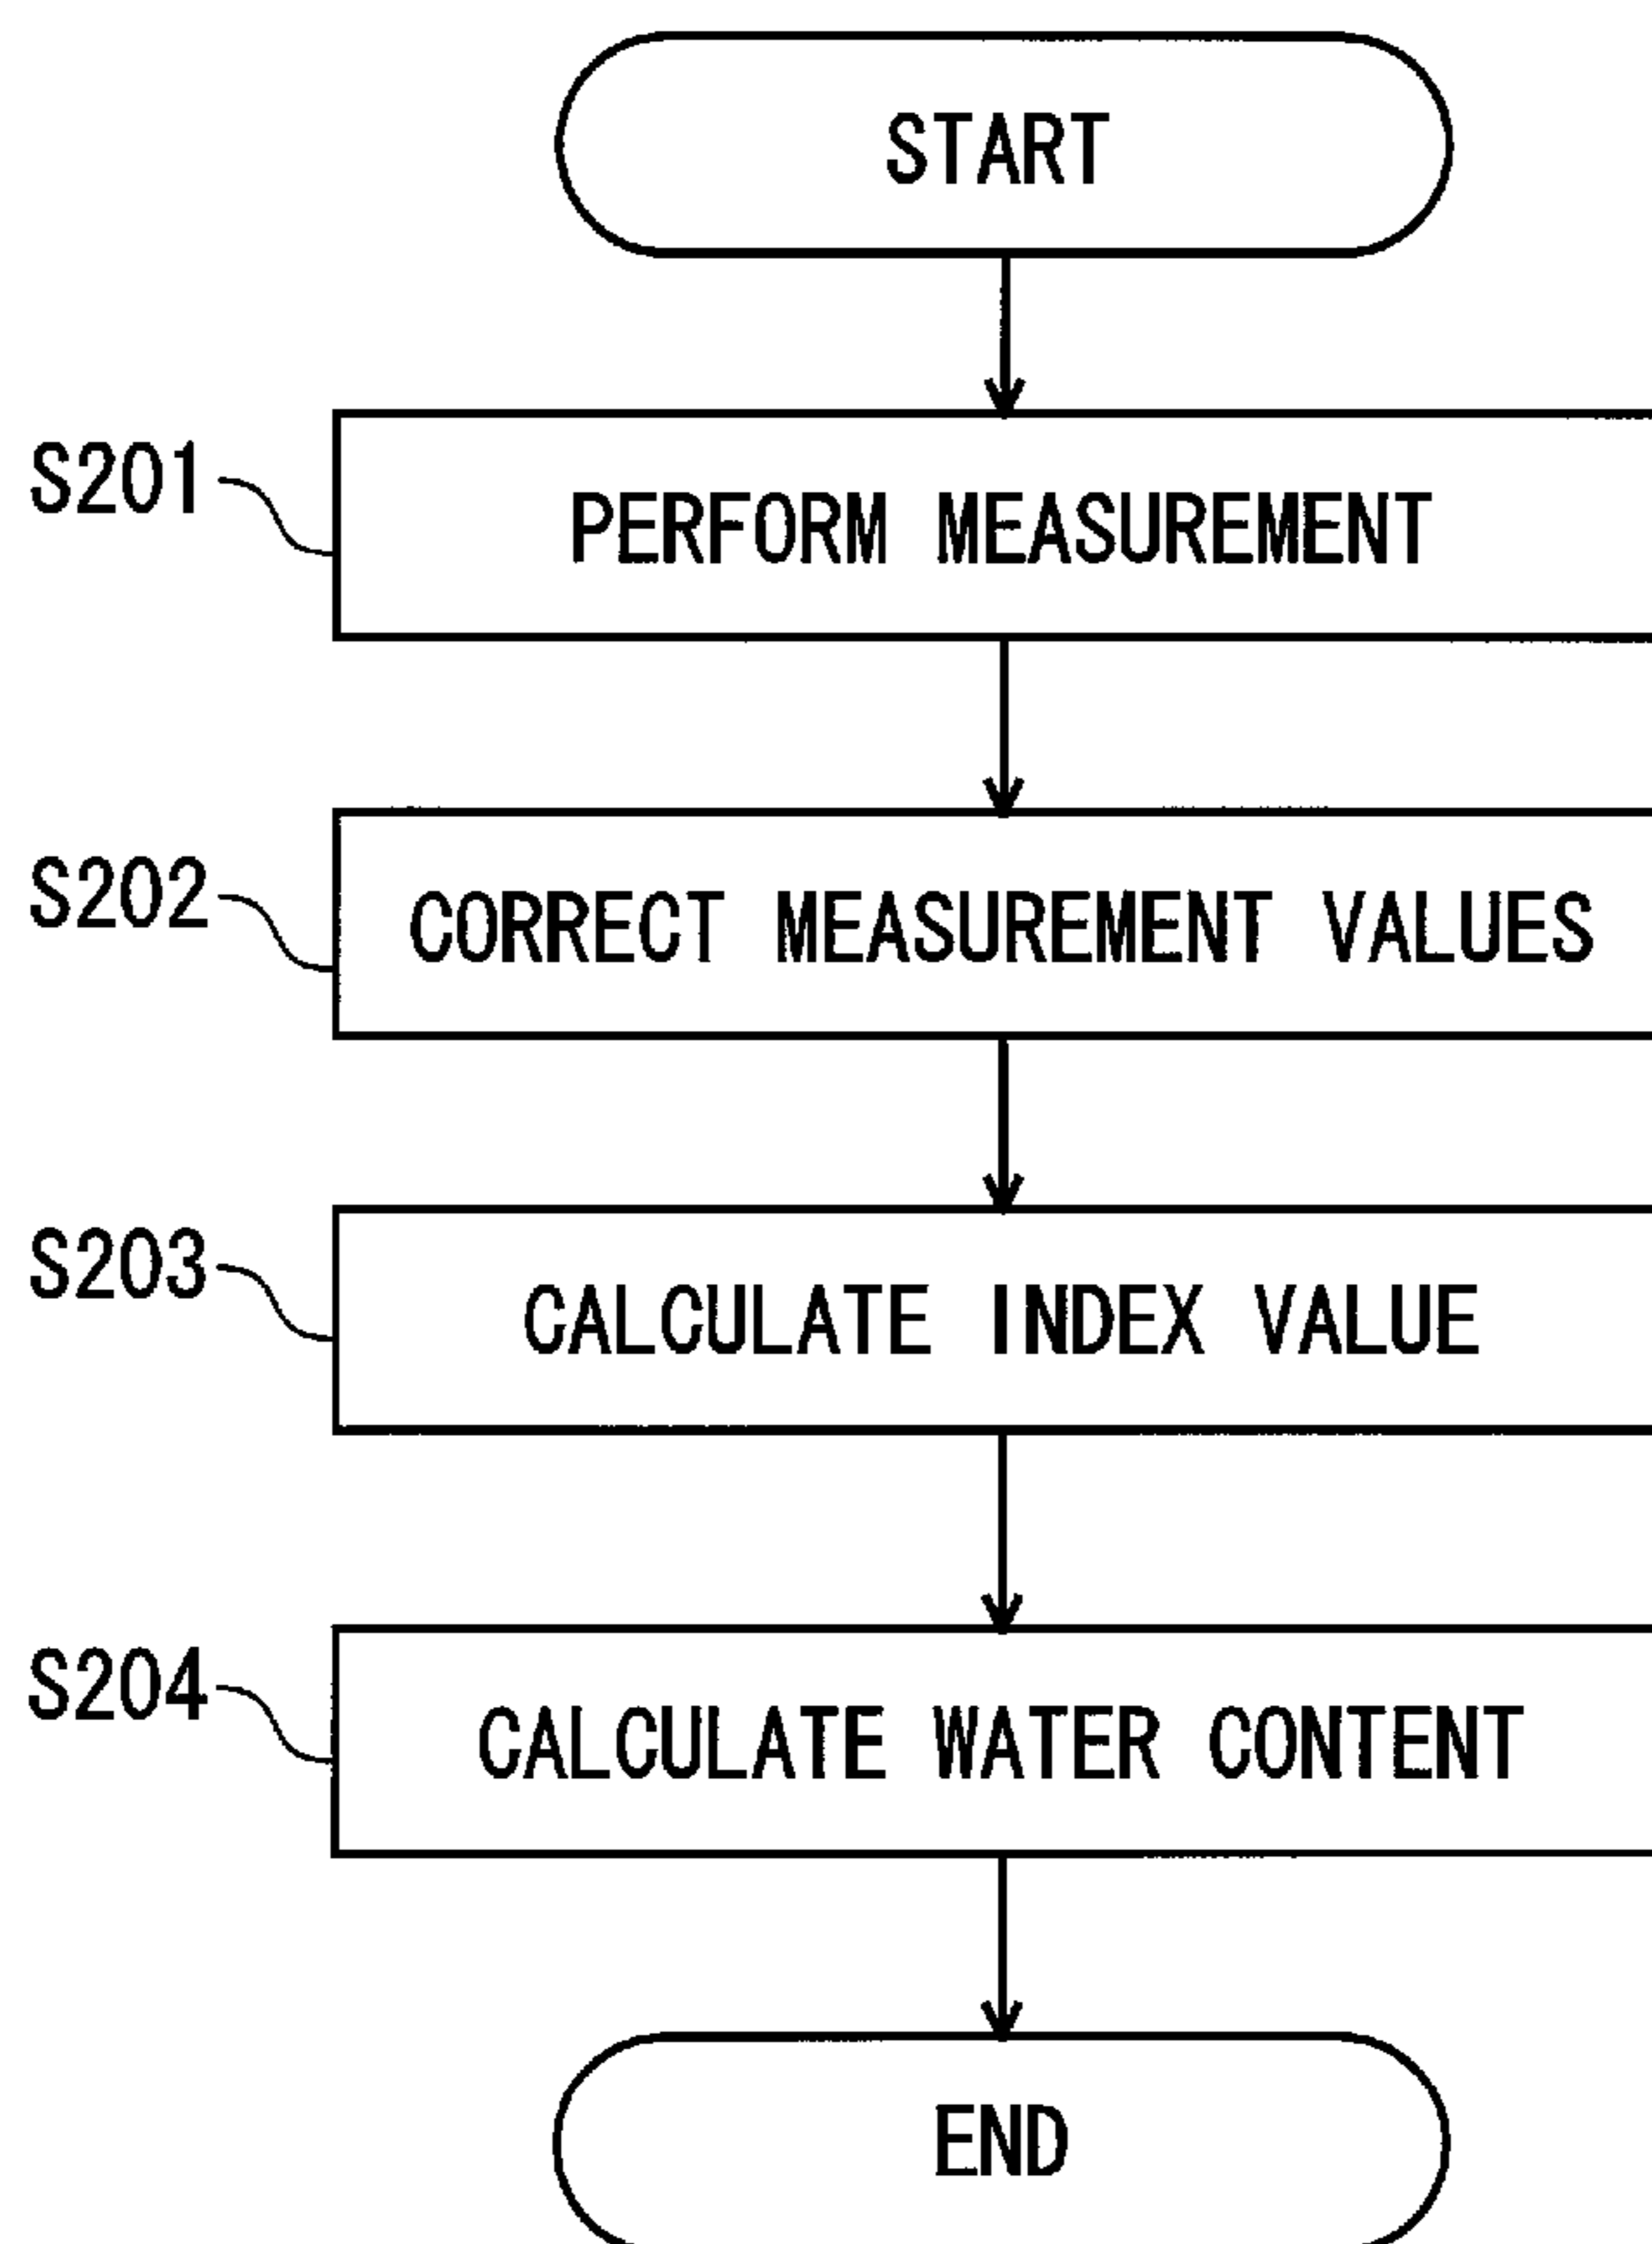 START
S201
PERFORM MEASUREMENT
S202
CORRECT MEASUREMENT VALUES
S203
CALCULATE INDEX VALUE
S204
CALCULATE WATER CONTENT
END